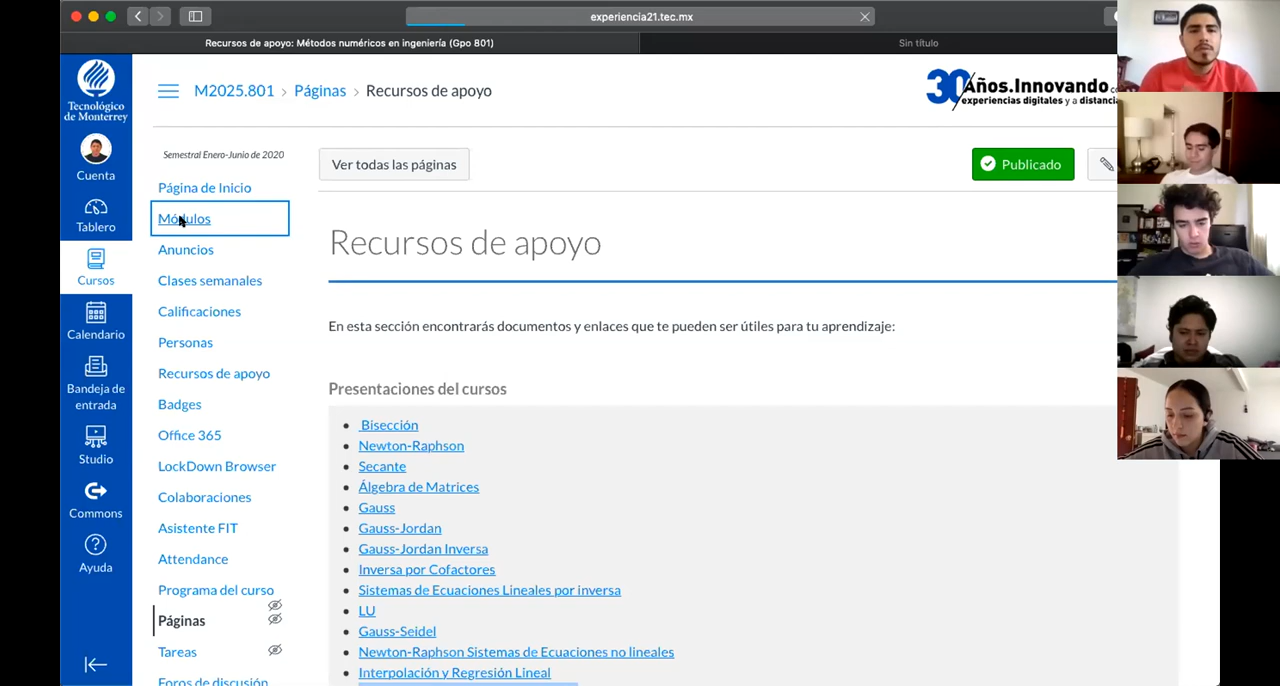 experiencia21.tec.mx
Recursos de apoyo: Métodos numéricos en ingeniería (Gpo 801)
Sin título
Tecnológico
de Monterrey
Cuenta
Tablero
Cursos
Calendario
Bandeja de
entrada
Studio
Commons
Ayuda
M2025.801 > Páginas > Recursos de apoyo
30 Años.Innovando
experiencias digitales y a distancia
Semestral Enero-Junio de 2020
Página de Inicio
Módulos
Anuncios
Clases semanales
Calificaciones
Personas
Recursos de apoyo
Badges
Office 365
LockDown Browser
Colaboraciones
Asistente FIT
Attendance
Programa del curso
Páginas
Tareas
Foros de discusión
Ver todas las páginas
Publicado
Recursos de apoyo
En esta sección encontrarás documentos y enlaces que te pueden ser útiles para tu aprendizaje:
Presentaciones del cursos
Bisección
Newton-Raphson
Secante
Álgebra de Matrices
Gauss
Gauss-Jordan
Gauss-Jordan Inversa
Inversa por Cofactores
Sistemas de Ecuaciones Lineales por inversa
LU
Gauss-Seidel
Newton-Raphson Sistemas de Ecuaciones no lineales
Interpolación y Regresión Lineal